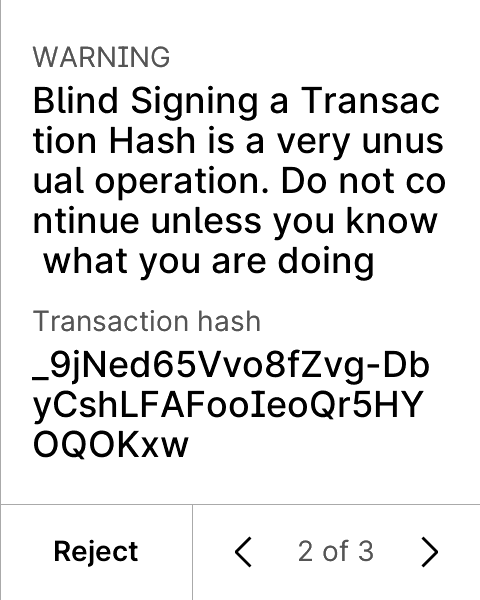 WARNING
Blind Signing a Transac
tion Hash is a very unus
ual operation. Do not co
ntinue unless you know
 what you are doing
Transaction hash
_9jNed65Vvo8fZvg-Db
yCshLFAFooIeoQr5HY
OQOKxw
Reject
2 of 3